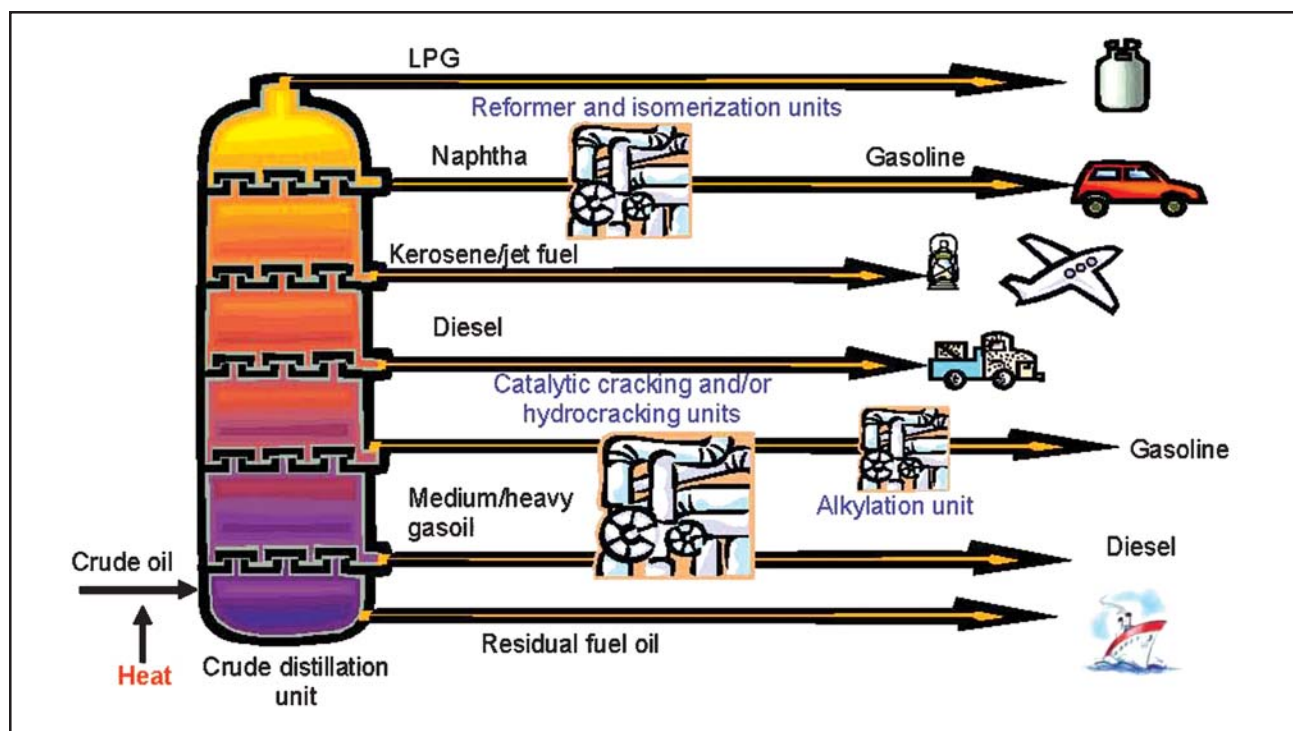 LPG
Reformer and isomerization units
Naphtha
Gasoline
Kerosene/jet fuel
Diesel
Catalytic cracking and/or
hydrocracking units
Gasoline
Medium/heavy
gasoil
Alkylation unit
Diesel
Crude oil
Heat
Residual fuel oil
Crude distillation
unit